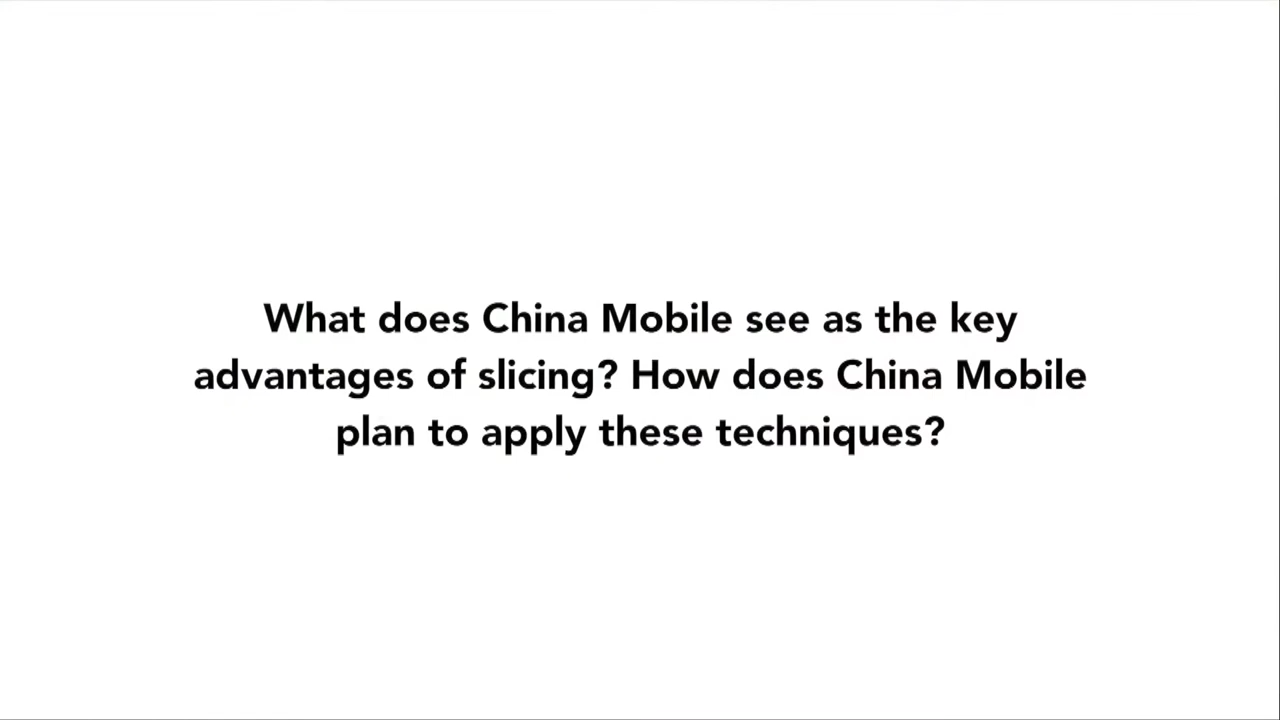 What does China Mobile see as the key
advantages of slicing? How does China Mobile
plan to apply these techniques?